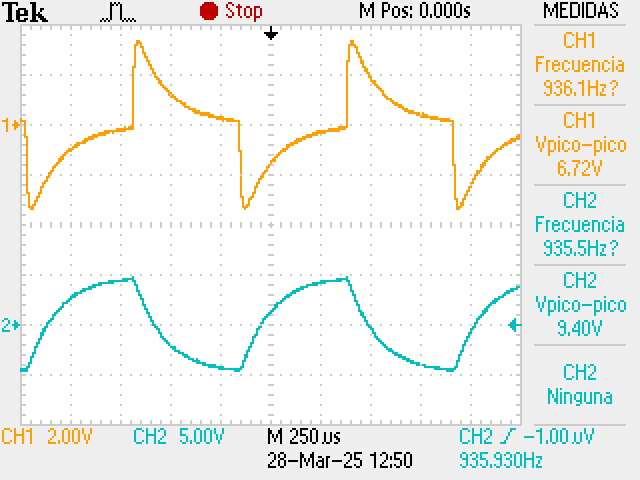 Tek Stop M Pos: 0.000s MEDIDAS
CH1
Frecuencia
936.1Hz?
1
CH1
Vpico-pico
6.72V
CH2
Frecuencia
935.5Hz?
CH2
Vpico-pico
9.40V
2
CH2
Ninguna
CH1 2.00V CH2 5.00V M 250µs CH2 -1.00µV
28-Mar-25 12:50 935.930Hz